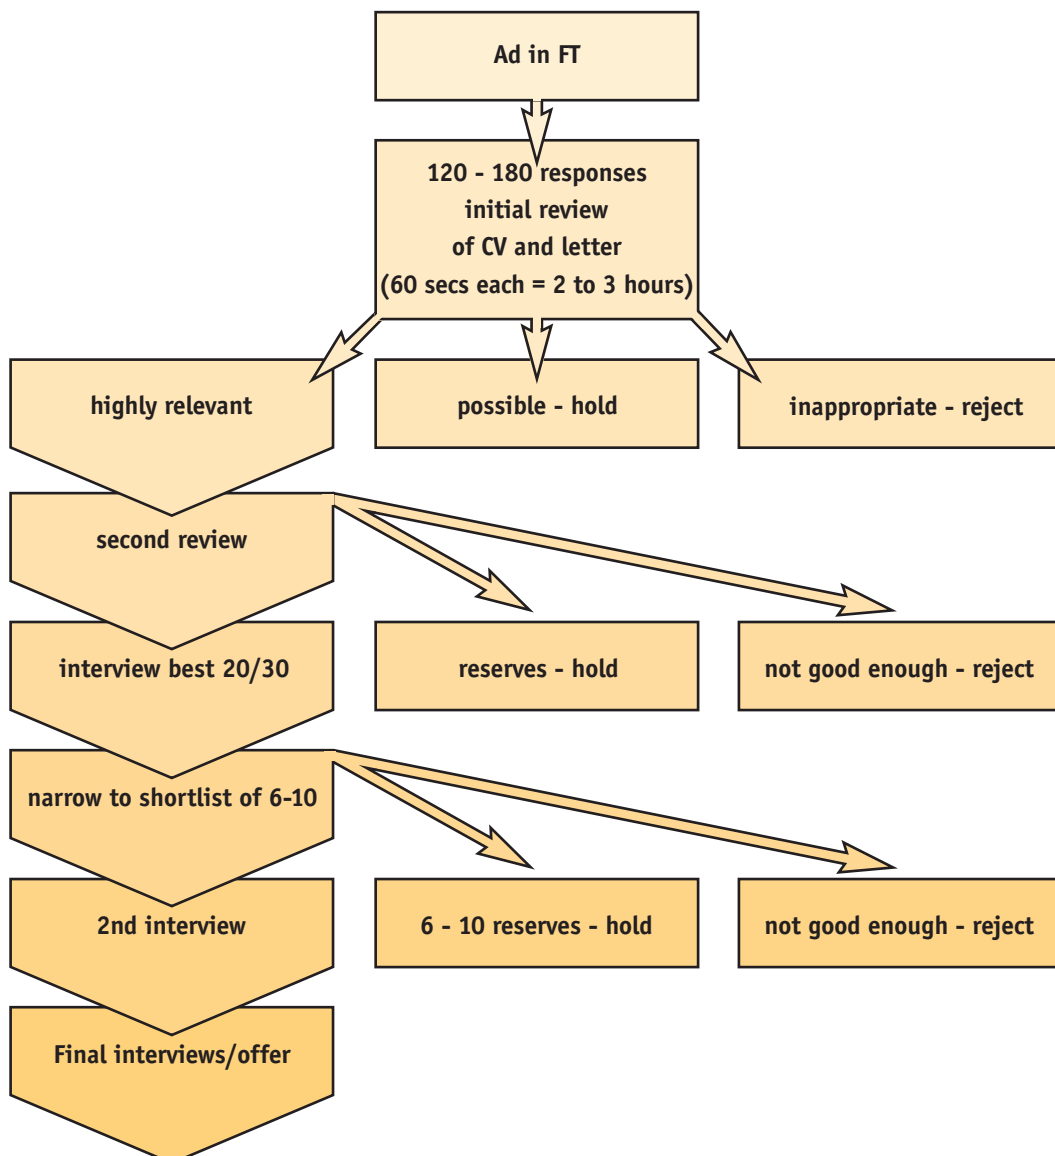 Ad in FT
120 - 180 responses
initial review
of CV and letter
(60 secs each = 2 to 3 hours)
highly relevant
possible - hold
inappropriate - reject
second review
interview best 20/30
reserves - hold
not good enough - reject
narrow to shortlist of 6-10
2nd interview
6 - 10 reserves - hold
not good enough - reject
Final interviews/offer